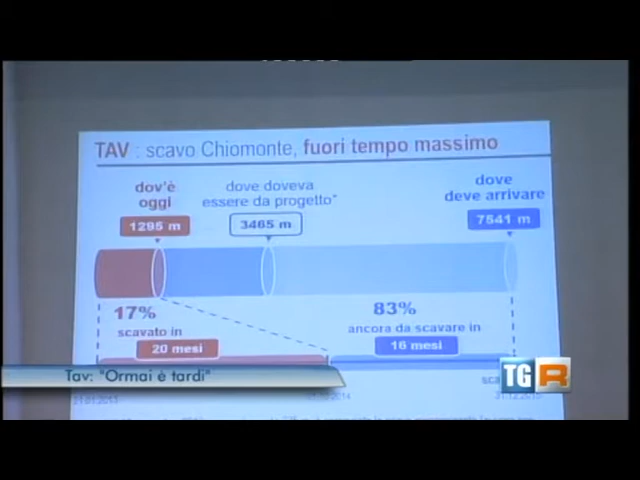 TAV : scavo Chiomonte, fuori tempo massimo
dov'è
oggi
1295 m
dove doveva
essere da progetto"
3465 m
dove
deve arrivare
7541 m
17%
scavato in
20 mesi
83%
ancora da scavare in
16 mesi
Tav: "Ormai è tardi"
TGR